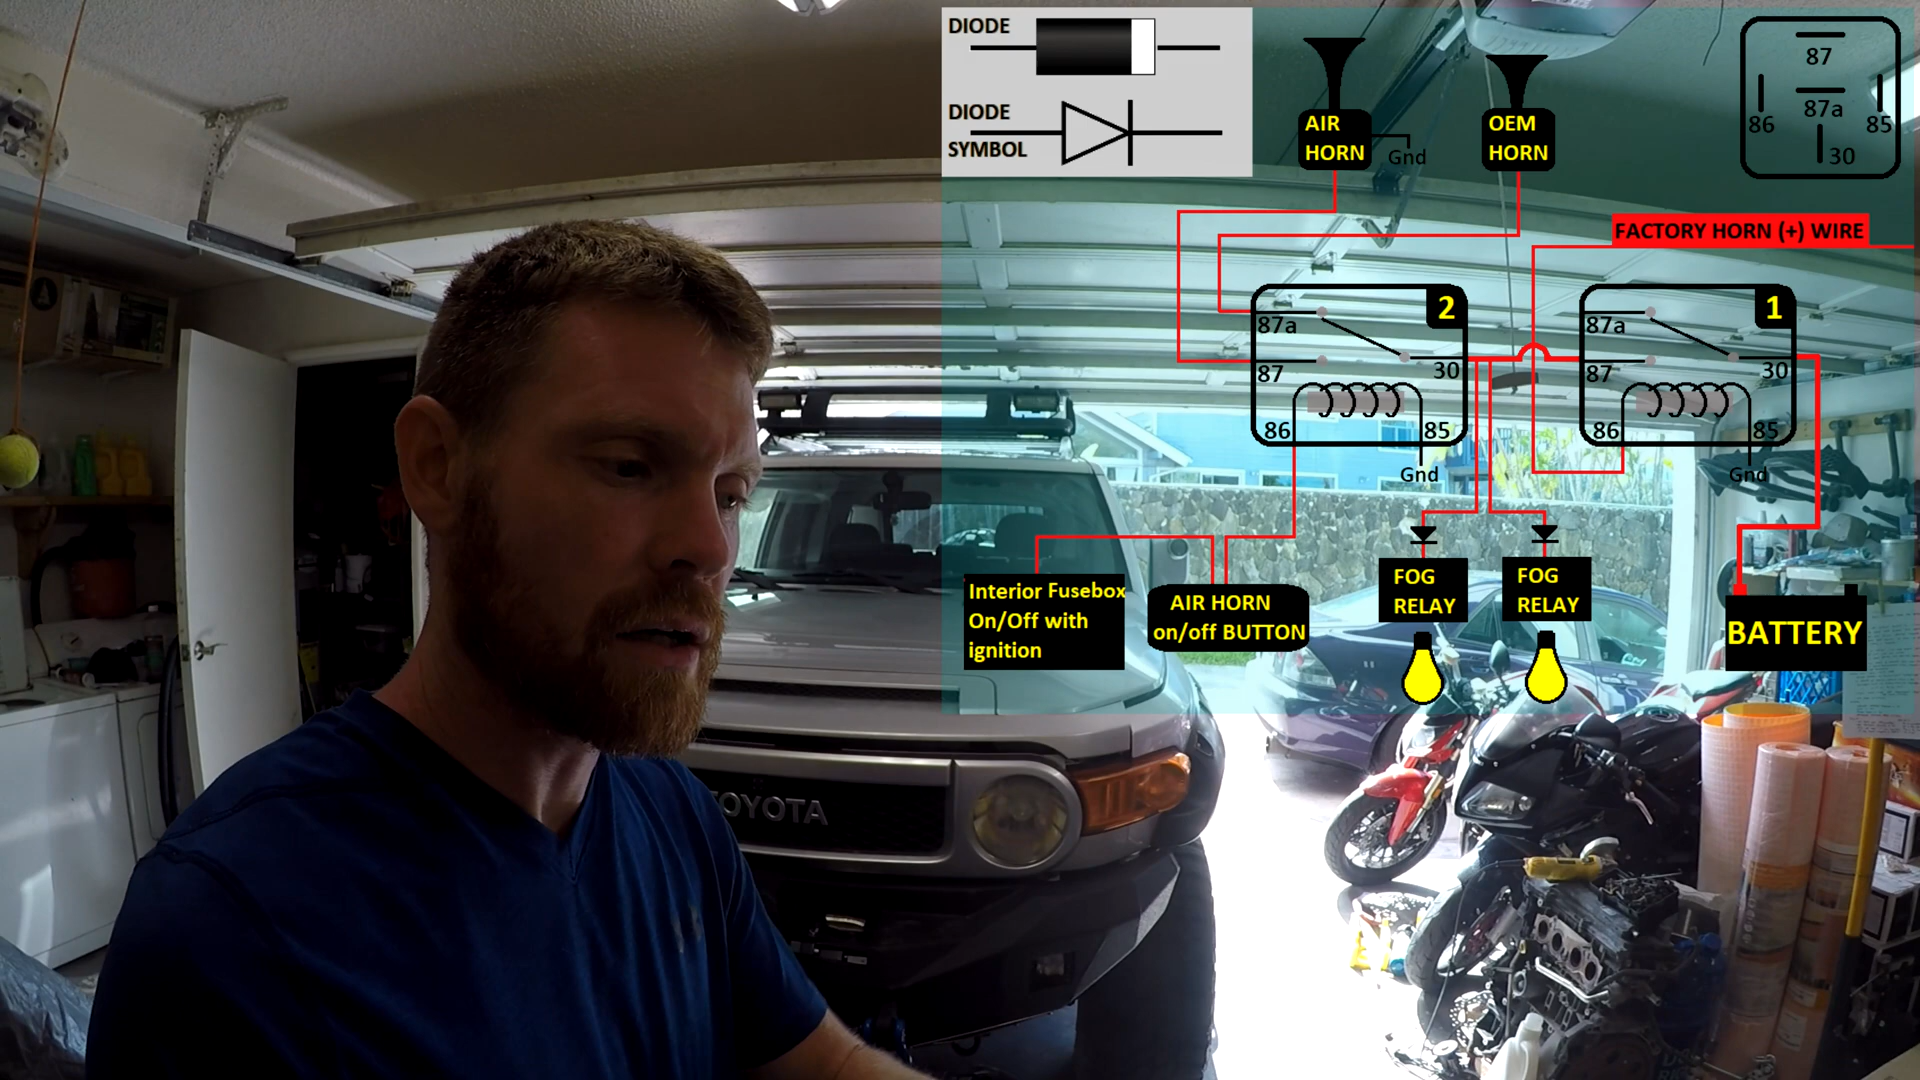 DIODE
DIODE
SYMBOL
AIR
HORN
Gnd
OEM
HORN
87
87a
86
85
30
FACTORY HORN (+) WIRE
2
87a
87
30
86
85
Gnd
1
87a
87
30
86
85
Gnd
Interior Fusebox
On/Off with
ignition
AIR HORN
on/off BUTTON
FOG
RELAY
FOG
RELAY
BATTERY
TOYOTA